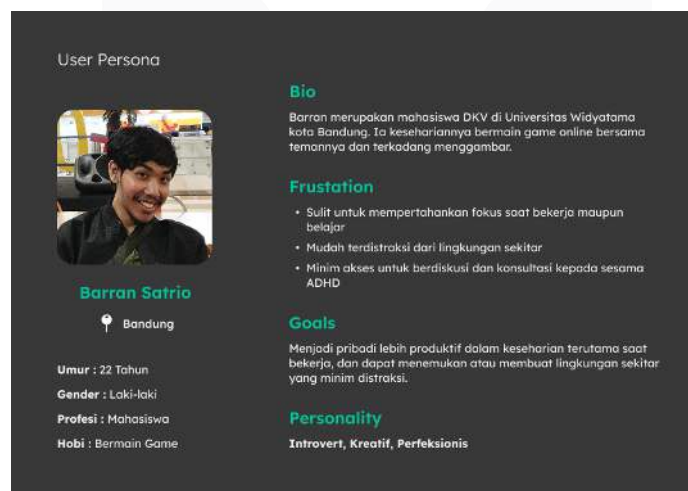 User Persona
Barran Satrio
Bandung
Umur : 22 Tahun
Gender : Laki-laki
Profesi : Mahasiswa
Hobi : Bermain Game
Bio
Barran merupakan mahasiswa DKV di Universitas Widyatama
kota Bandung. Ia kesehariannya bermain game online bersama
temannya dan terkadang menggambar.
Frustation
• Sulit untuk mempertahankan fokus saat bekerja maupun
belajar
• Mudah terdistraksi dari lingkungan sekitar
• Minim akses untuk berdiskusi dan konsultasi kepada sesama
ADHD
Goals
Menjadi pribadi lebih produktif dalam keseharian terutama saat
bekerja, dan dapat menemukan atau membuat lingkungan sekitar
yang minim distraksi.
Personality
Introvert, Kreatif, Perfeksionis